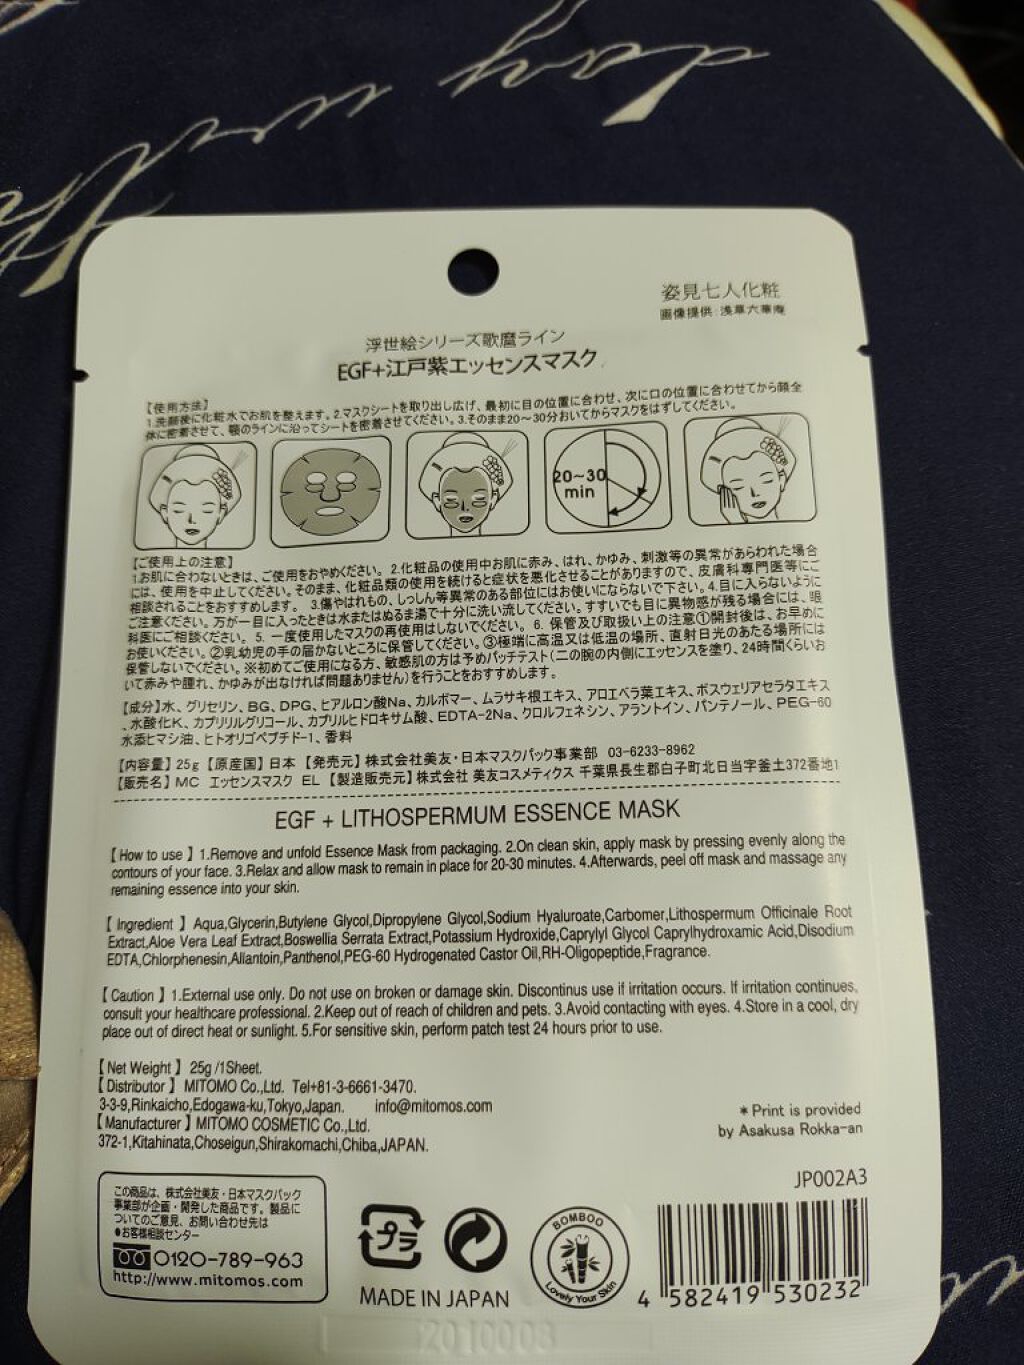 day wi
th
姿見七人化粧
画像提供:浅草六華庵
浮世絵シリーズ歌麿ライン
EGF+江戸紫エッセンスマスク
【使用方法】
1.洗顔後に化粧水でお肌を整えます。2.マスクシートを取り出し広げ、最初に目の位置に合わせ、次に口の位置に合わせてから顔全
体に密着させて、顎のラインに沿ってシートを密着させてください。3.そのまま20～30分おいてからマスクをはずしてください。
20~30
min
【ご使用上の注意】
1.お肌に合わないときは、ご使用をおやめください。 2.化粧品の使用中お肌に赤み、はれ、かゆみ、刺激等の異常があらわれた場合
には、使用を中止してください。そのまま、化粧品類の使用を続けると症状を悪化させることがありますので、皮膚科専門医等にご
相談されることをおすすめします。 3.傷やはれもの、しっしん等異常のある部位にはお使いにならないで下さい。4.目に入らないように
ご注意ください。万が一目に入ったときは水またはぬるま湯で十分に洗い流してください。すすいでも目に異物感が残る場合には、眼
科医にご相談ください。 5. 一度使用したマスクの再使用はしないでください。 6. 保管及び取扱い上の注意①開封後は、お早めに
お使いください。②乳幼児の手の届かないところに保管してください。③極端に高温又は低温の場所、直射日光のあたる場所には
保管しないでください。※初めてご使用になる方、敏感肌の方は予めパッチテスト(二の腕の内側にエッセンスを塗り、24時間くらいお
いて赤みや腫れ、かゆみが出なければ問題ありません)を行うことをおすすめします。
【成分】水、グリセリン、BG、DPG、ヒアルロン酸Na、カルボマー、ムラサキ根エキス、アロエベラ葉エキス、ボスウェリアセラタエキス
、水酸化K、カプリリルグリコール、カプリルヒドロキサム酸、EDTA-2Na、クロルフェネシン、アラントイン、パンテノール、PEG-60
水添ヒマシ油、ヒトオリゴペプチド-1、香料
【内容量】25g【原産国】日本【発売元】株式会社美友・日本マスクパック事業部 03-6233-8962
【販売名】MC エッセンスマスク EL【製造販売元】株式会社 美友コスメティクス 千葉県長生郡白子町北日当字釜土372番地1
EGF + LITHOSPERMUM ESSENCE MASK
【How to use】1.Remove and unfold Essence Mask from packaging. 2.On clean skin, apply mask by pressing evenly along the
contours of your face. 3.Relax and allow mask to remain in place for 20-30 minutes. 4.Afterwards, peel off mask and massage any
remaining essence into your skin.
【Ingredient】Aqua,Glycerin,Butylene Glycol,Dipropylene Glycol,Sodium Hyaluroate,Carbomer,Lithospermum Officinale Root
Extract,Aloe Vera Leaf Extract,Boswellia Serrata Extract,Potassium Hydroxide,Caprylyl Glycol Caprylhydroxamic Acid,Disodium
EDTA,Chlorphenesin,Allantoin,Panthenol,PEG-60 Hydrogenated Castor Oil,RH-Oligopeptide,Fragrance.
【Caution】1.External use only. Do not use on broken or damage skin. Discontinus use if irritation occurs. If irritation continues,
consult your healthcare professional. 2.Keep out of reach of children and pets. 3.Avoid contacting with eyes. 4.Store in a cool, dry
place out of direct heat or sunlight. 5.For sensitive skin, perform patch test 24 hours prior to use.
【Net Weight】 25g /1Sheet.
【Distributor】 MITOMO Co.,Ltd. Tel+81-3-6661-3470.
3-3-9,Rinkaicho,Edogawa-ku,Tokyo,Japan. info@mitomos.com
【Manufacturer】MITOMO COSMETIC Co.,Ltd.
372-1,Kitahinata,Choseigun,Shirakomachi,Chiba,JAPAN.
*Print is provided
by Asakusa Rokka-an
JP002A3
この商品は、株式会社美友・日本マスクパック
事業部が企画・開発した商品です。製品に
ついてのご意見、お問い合わせ先は
●お客様相談センター
0120-789-963
http://www.mitomos.com
プラ
MADE IN JAPAN
BOMBOO
Lovely Your Skin
4 582419 530232
2010008